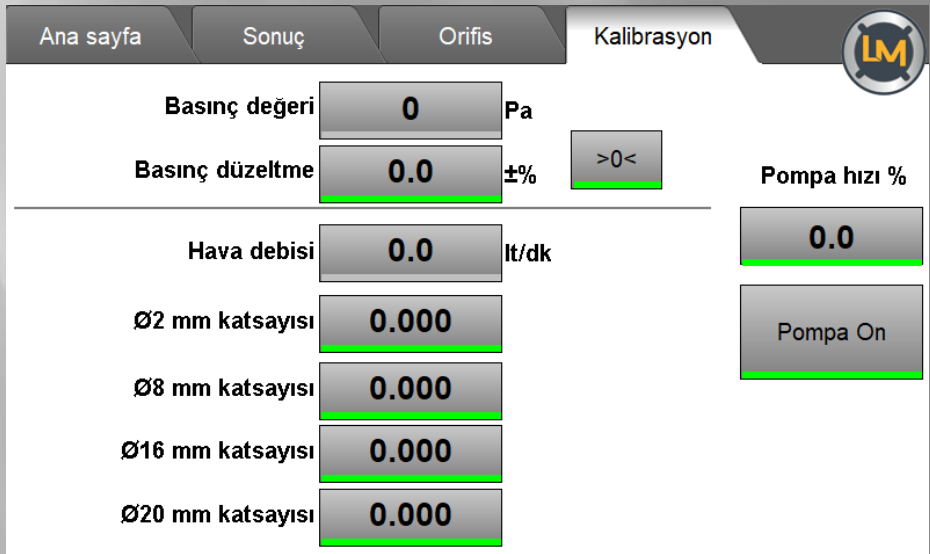 Ana sayfa Sonuç Orifis Kalibrasyon
LM
Basınç değeri 0 Pa
Basınç düzeltme 0.0 ±% >0<
Pompa hızı %
0.0
Hava debisi 0.0 lt/dk
Ø2 mm katsayısı 0.000
Pompa On
Ø8 mm katsayısı 0.000
Ø16 mm katsayısı 0.000
Ø20 mm katsayısı 0.000